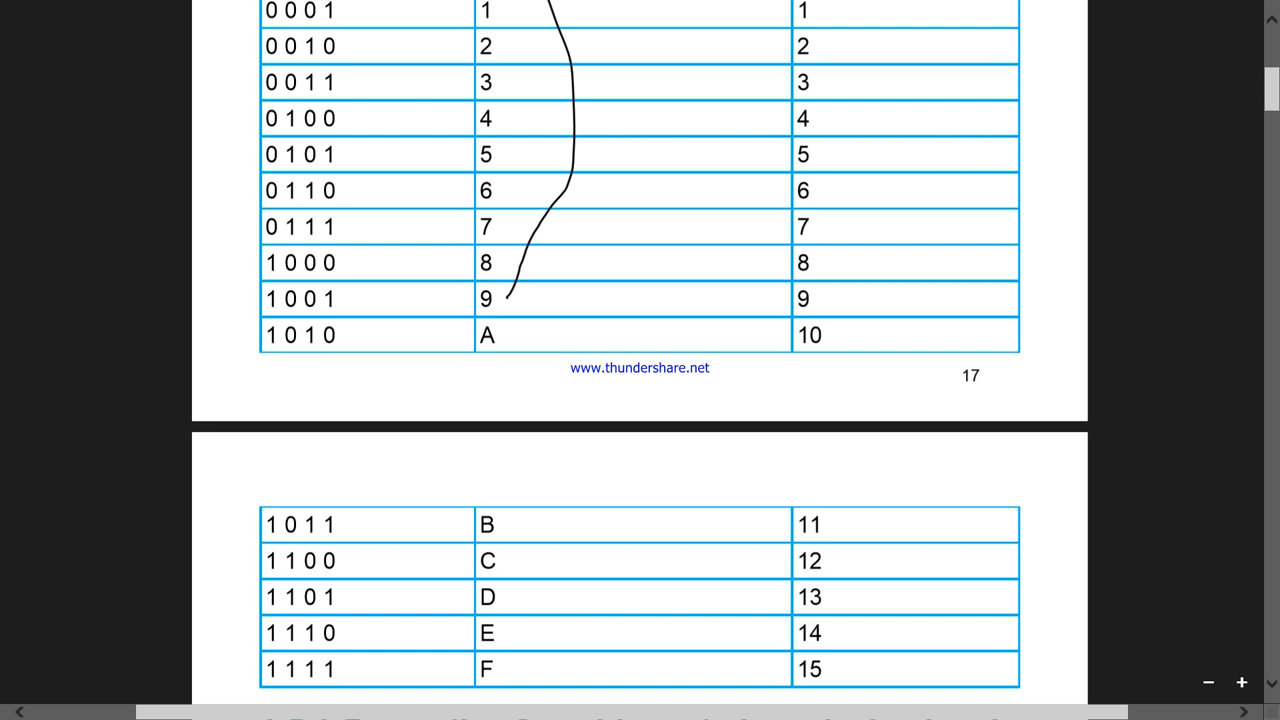 0 0 0 1 1 1
0 0 1 0 2 2
0 0 1 1 3 3
0 1 0 0 4 4
0 1 0 1 5 5
0 1 1 0 6 6
0 1 1 1 7 7
1 0 0 0 8 8
1 0 0 1 9 9
1 0 1 0 A 10
www.thundershare.net
17
1 0 1 1 B 11
1 1 0 0 C 12
1 1 0 1 D 13
1 1 1 0 E 14
1 1 1 1 F 15